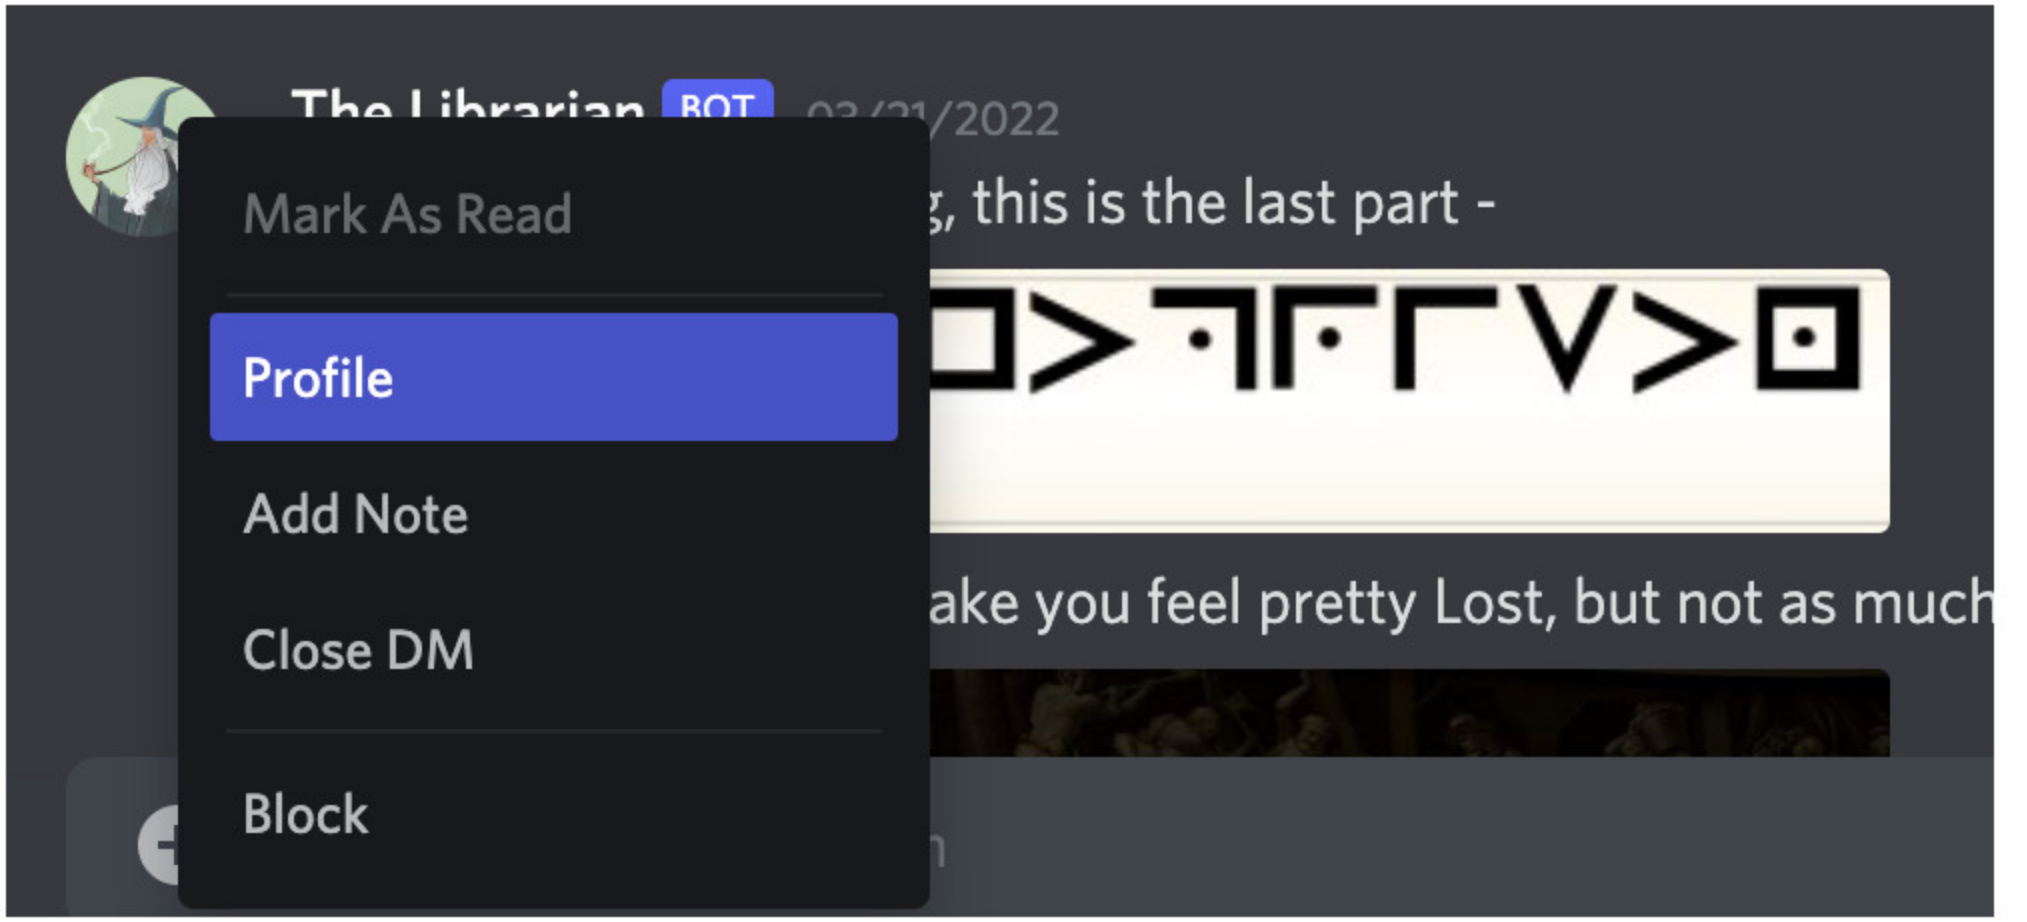 The Librarian BOT 03/21/2022
Mark As Read
, this is the last part -
Profile
Add Note
you feel pretty Lost, but not as much
Close DM
Block